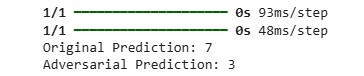 1/1 ━━━━━━━━━━━━━━━━━━━━ 0s 93ms/step
1/1 ━━━━━━━━━━━━━━━━━━━━ 0s 48ms/step
Original Prediction: 7
Adversarial Prediction: 3